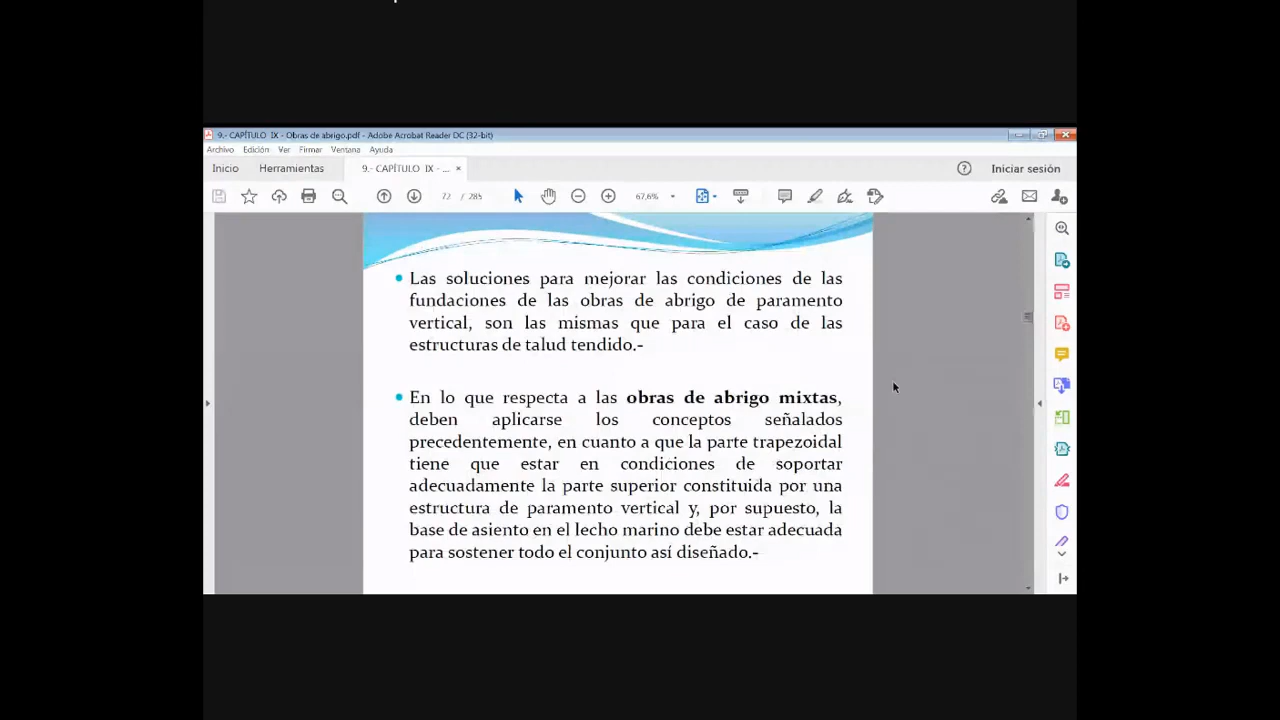 9.- CAPÍTULO IX - Obras de abrigo.pdf - Adobe Acrobat Reader DC (32-bit)
Archivo Edición Ver Firmar Ventana Ayuda
Inicio Herramientas 9.- CAPÍTULO IX - ... × Iniciar sesión
72 / 285 67,6%
Las soluciones para mejorar las condiciones de las
fundaciones de las obras de abrigo de paramento
vertical, son las mismas que para el caso de las
estructuras de talud tendido.-
En lo que respecta a las obras de abrigo mixtas,
deben aplicarse los conceptos señalados
precedentemente, en cuanto a que la parte trapezoidal
tiene que estar en condiciones de soportar
adecuadamente la parte superior constituida por una
estructura de paramento vertical y, por supuesto, la
base de asiento en el lecho marino debe estar adecuada
para sostener todo el conjunto así diseñado.-